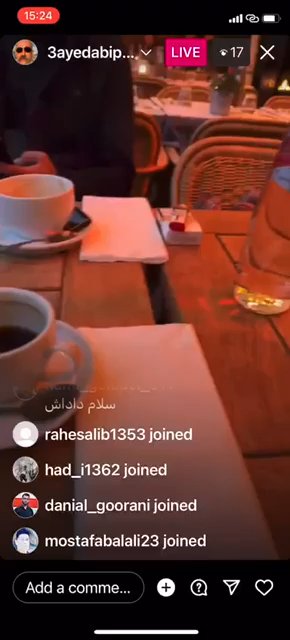 15:24
3ayedabip...
LIVE
17
سلام داداش
rahesalib1353 joined
had_i1362 joined
danial_goorani joined
mostafabalali23 joined
Add a comme...